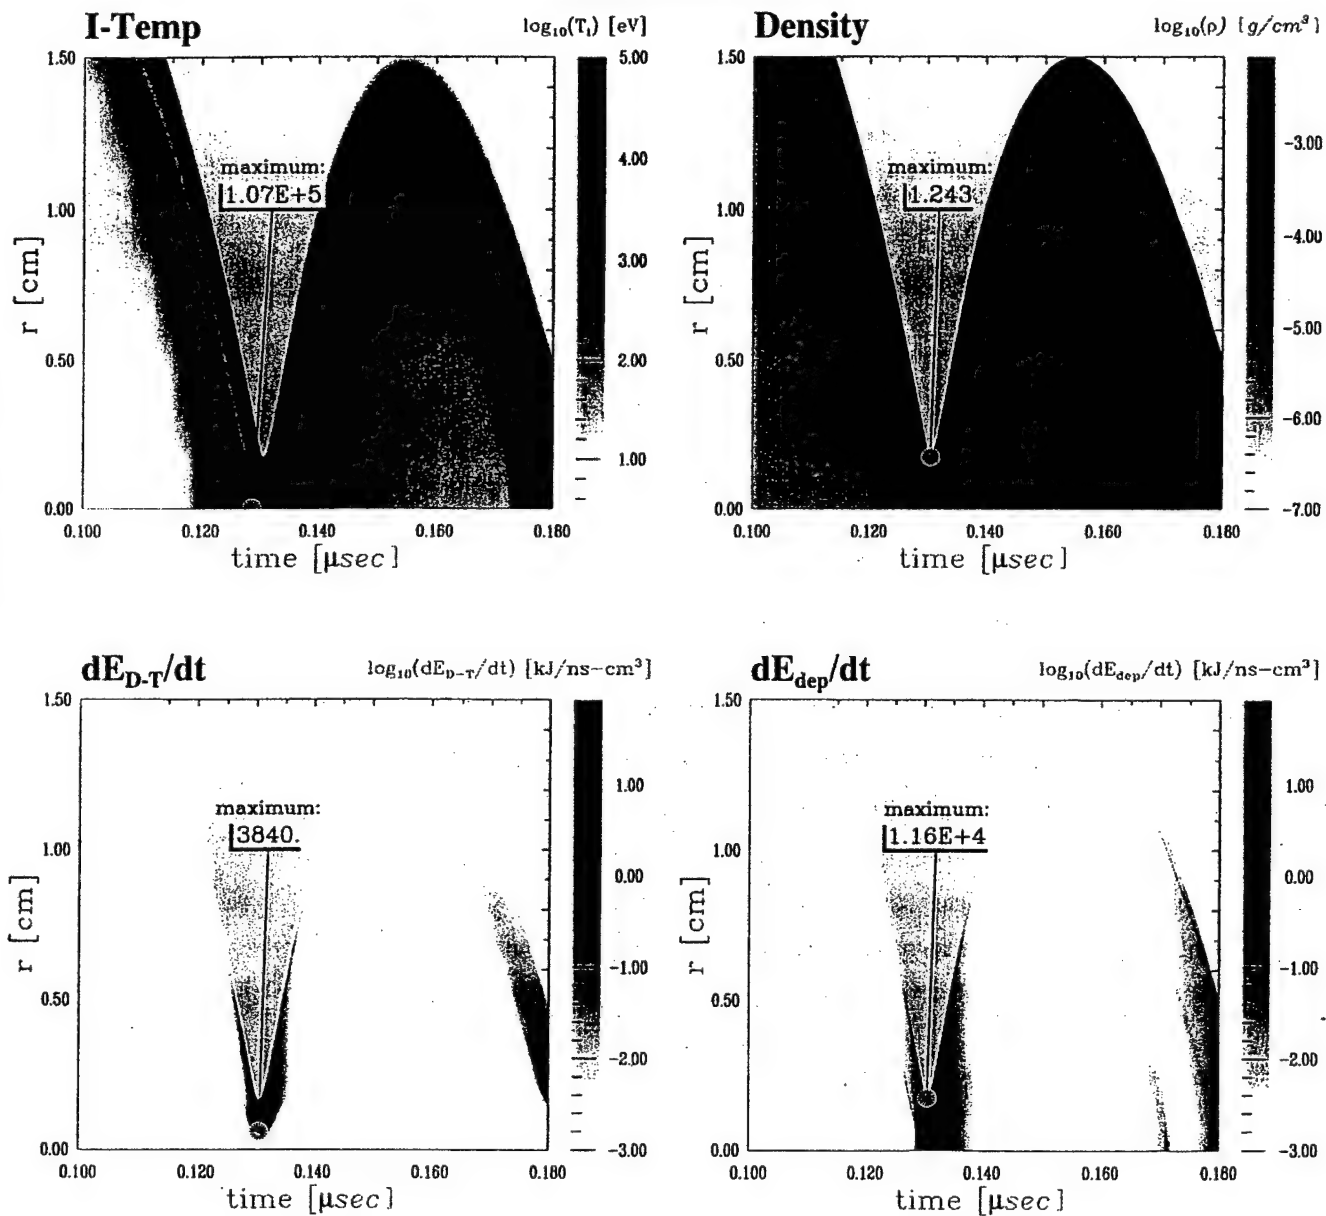 I-Temp
log₁₀(Tᵢ) [eV]
1.50
1.00
0.50
0.00
r [cm]
maximum:
1.07E+5
5.00
4.00
3.00
2.00
1.00
0.100
0.120
0.140
0.160
0.180
time [μsec]
Density
log₁₀(ρ) [g/cm³]
1.50
1.00
0.50
0.00
r [cm]
maximum:
1.243
-3.00
-4.00
-5.00
-6.00
-7.00
0.100
0.120
0.140
0.160
0.180
time [μsec]
dE_D-T/dt
log₁₀(dE_D-T/dt) [kJ/ns-cm³]
1.50
1.00
0.50
0.00
r [cm]
maximum:
3840.
1.00
0.00
-1.00
-2.00
-3.00
0.100
0.120
0.140
0.160
0.180
time [μsec]
dE_dep/dt
log₁₀(dE_dep/dt) [kJ/ns-cm³]
1.50
1.00
0.50
0.00
r [cm]
maximum:
1.16E+4
1.00
0.00
-1.00
-2.00
-3.00
0.100
0.120
0.140
0.160
0.180
time [μsec]